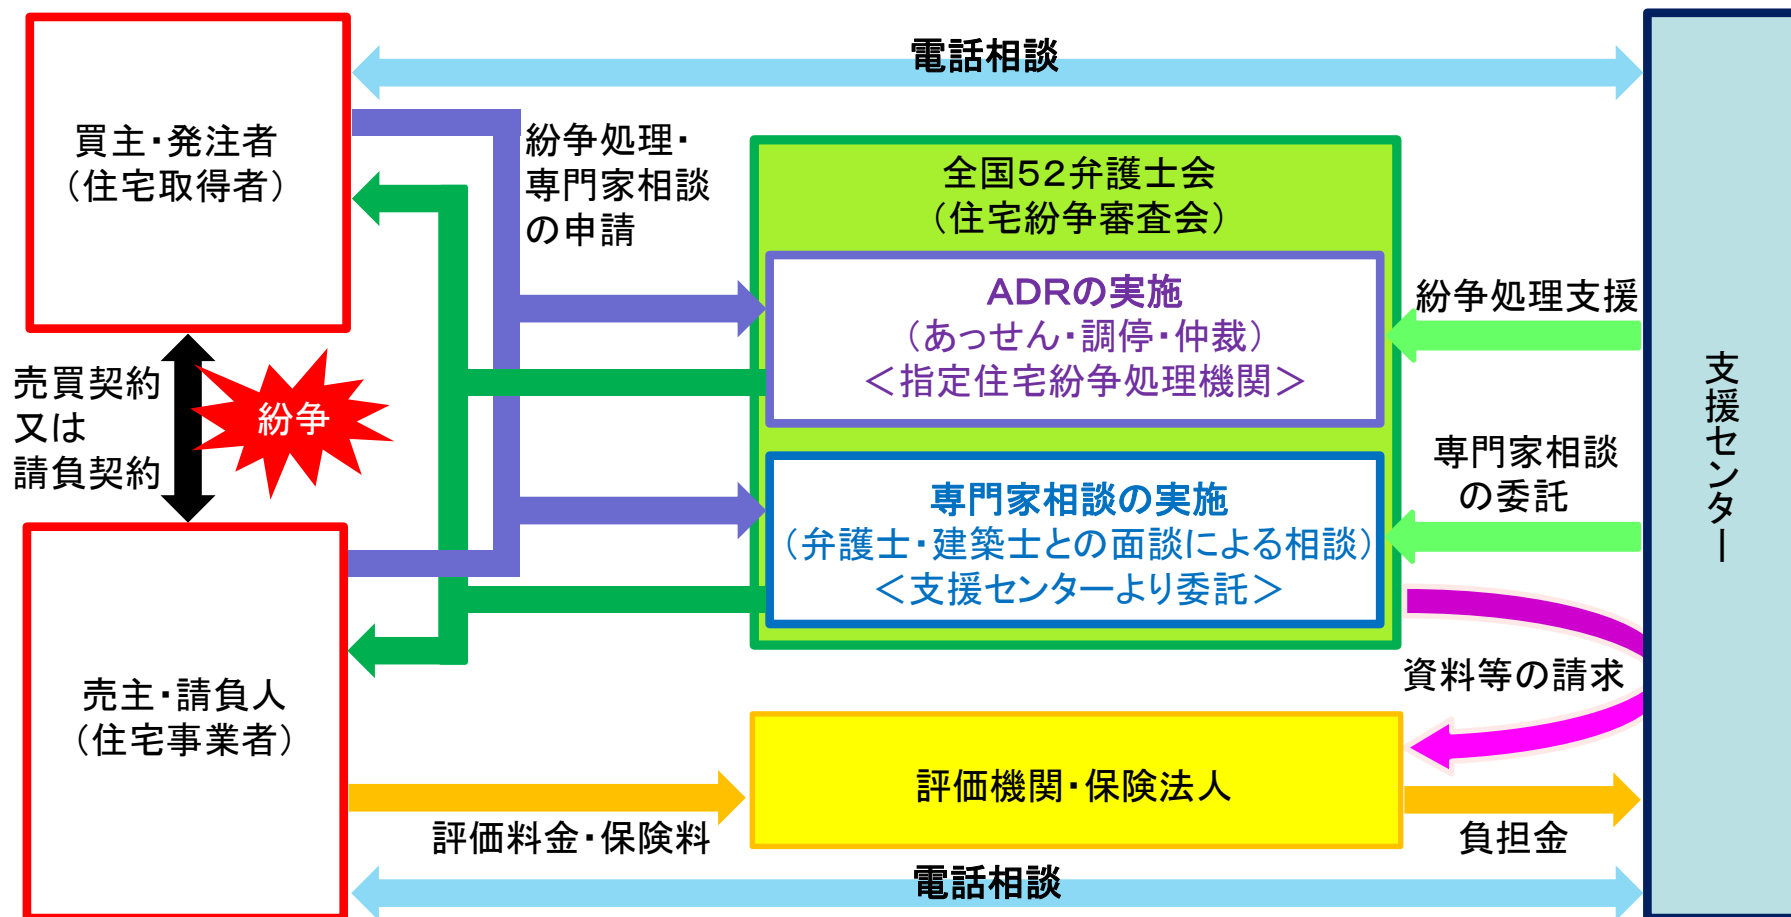 電話相談
買主・発注者
（住宅取得者）
紛争処理・
専門家相談
の申請
全国52弁護士会
（住宅紛争審査会）
ADRの実施
（あっせん・調停・仲裁）
＜指定住宅紛争処理機関＞
紛争処理支援
売買契約
又は
請負契約
紛争
専門家相談の実施
（弁護士・建築士との面談による相談）
＜支援センターより委託＞
専門家相談
の委託
支援センター
資料等の請求
売主・請負人
（住宅事業者）
評価機関・保険法人
評価料金・保険料
負担金
電話相談